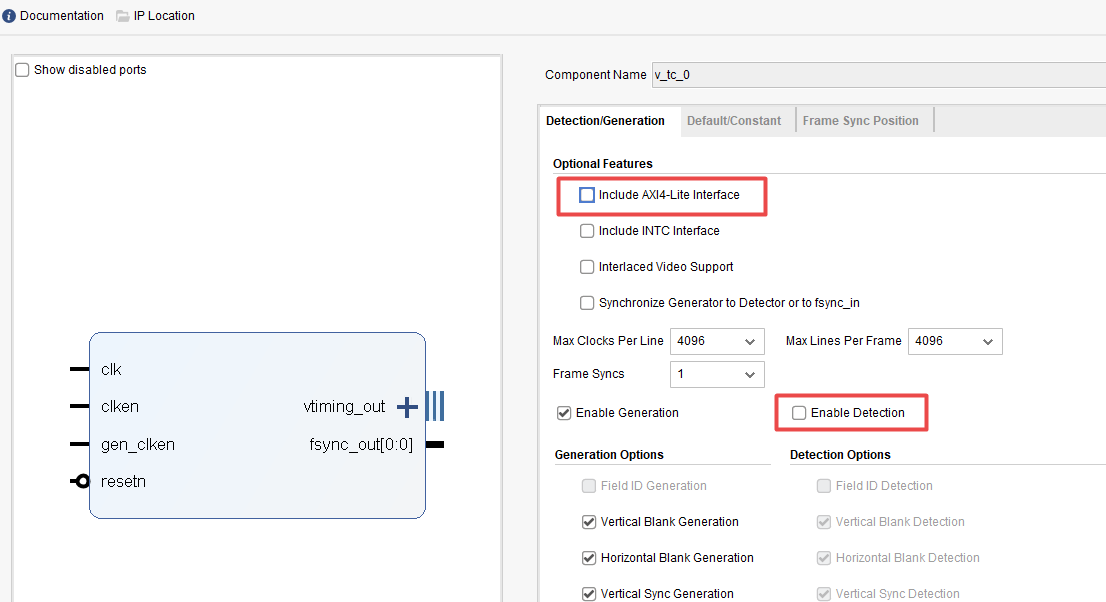 Documentation IP Location
Show disabled ports
clk
clken
gen_clken
resetn
vtiming_out
fsync_out[0:0]
Component Name v_tc_0
Detection/Generation Default/Constant Frame Sync Position
Optional Features
Include AXI4-Lite Interface
Include INTC Interface
Interlaced Video Support
Synchronize Generator to Detector or to fsync_in
Max Clocks Per Line 4096 Max Lines Per Frame 4096
Frame Syncs 1
Enable Generation Enable Detection
Generation Options Detection Options
Field ID Generation Field ID Detection
Vertical Blank Generation Vertical Blank Detection
Horizontal Blank Generation Horizontal Blank Detection
Vertical Sync Generation Vertical Sync Detection